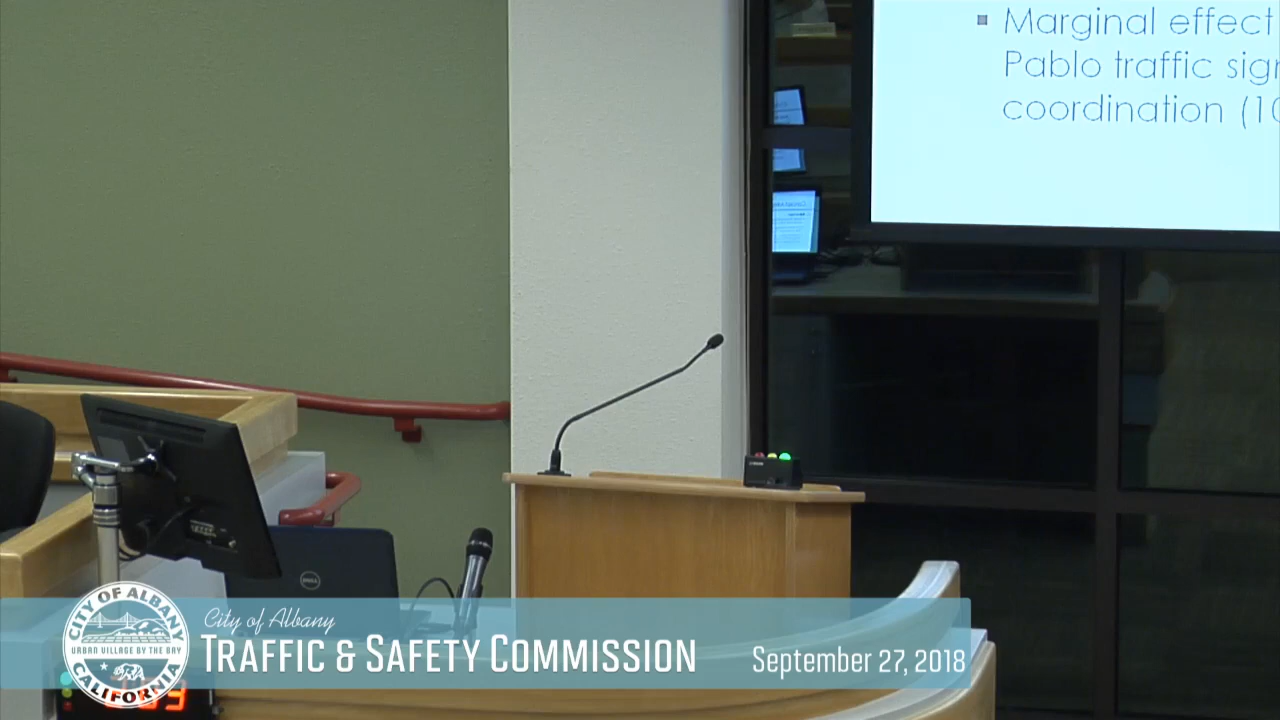 ▪ Marginal effect
Pablo traffic sig
coordination (10
DELL
CITY OF ALBANY
URBAN VILLAGE BY THE BAY
CALIFORNIA
City of Albany
TRAFFIC & SAFETY COMMISSION
September 27, 2018